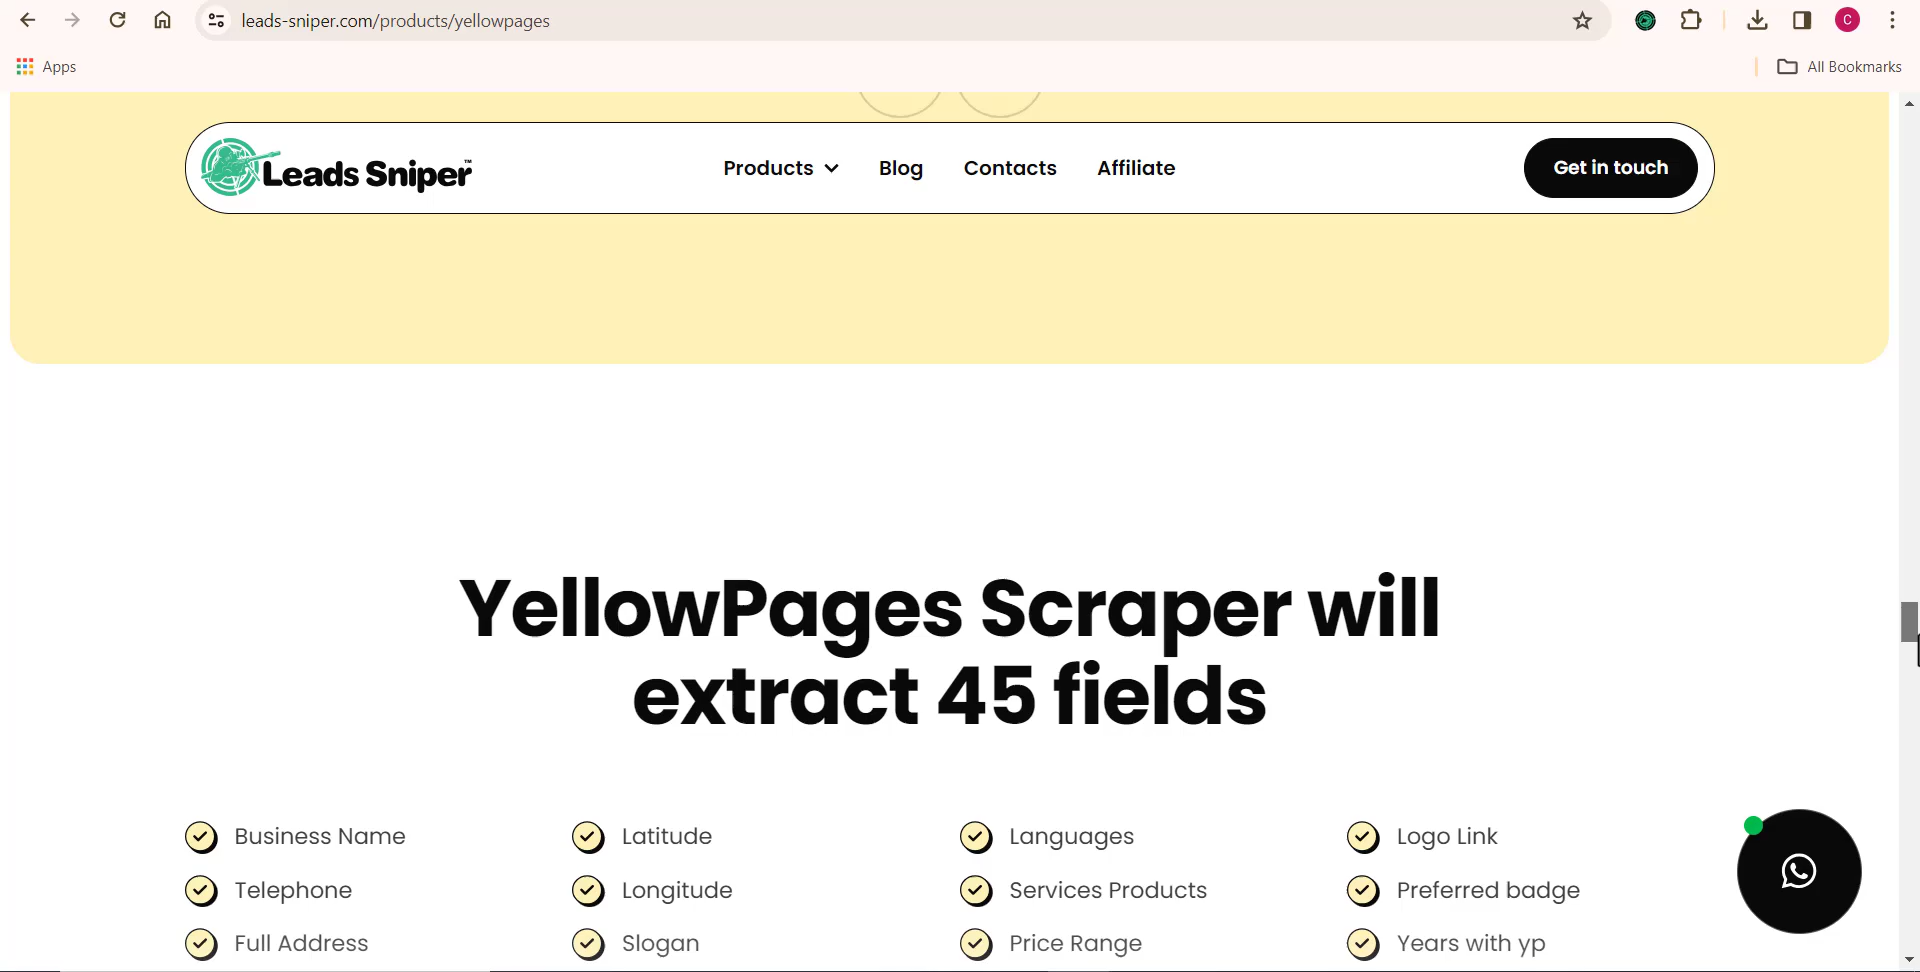 leads-sniper.com/products/yellowpages
C
Apps
All Bookmarks
Leads Sniper™
Products
Blog
Contacts
Affiliate
Get in touch
YellowPages Scraper will
extract 45 fields
Business Name
Latitude
Languages
Logo Link
Telephone
Longitude
Services Products
Preferred badge
Full Address
Slogan
Price Range
Years with yp